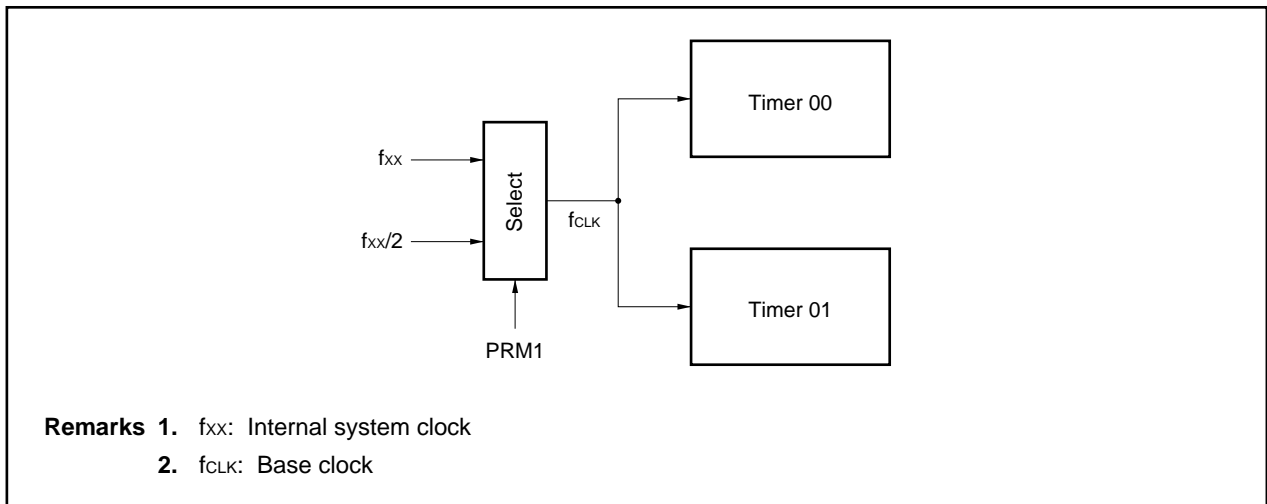 Timer 00
fxx
Select
fCLK
fxx/2
Timer 01
PRM1
Remarks 1. fxx: Internal system clock
2. fCLK: Base clock